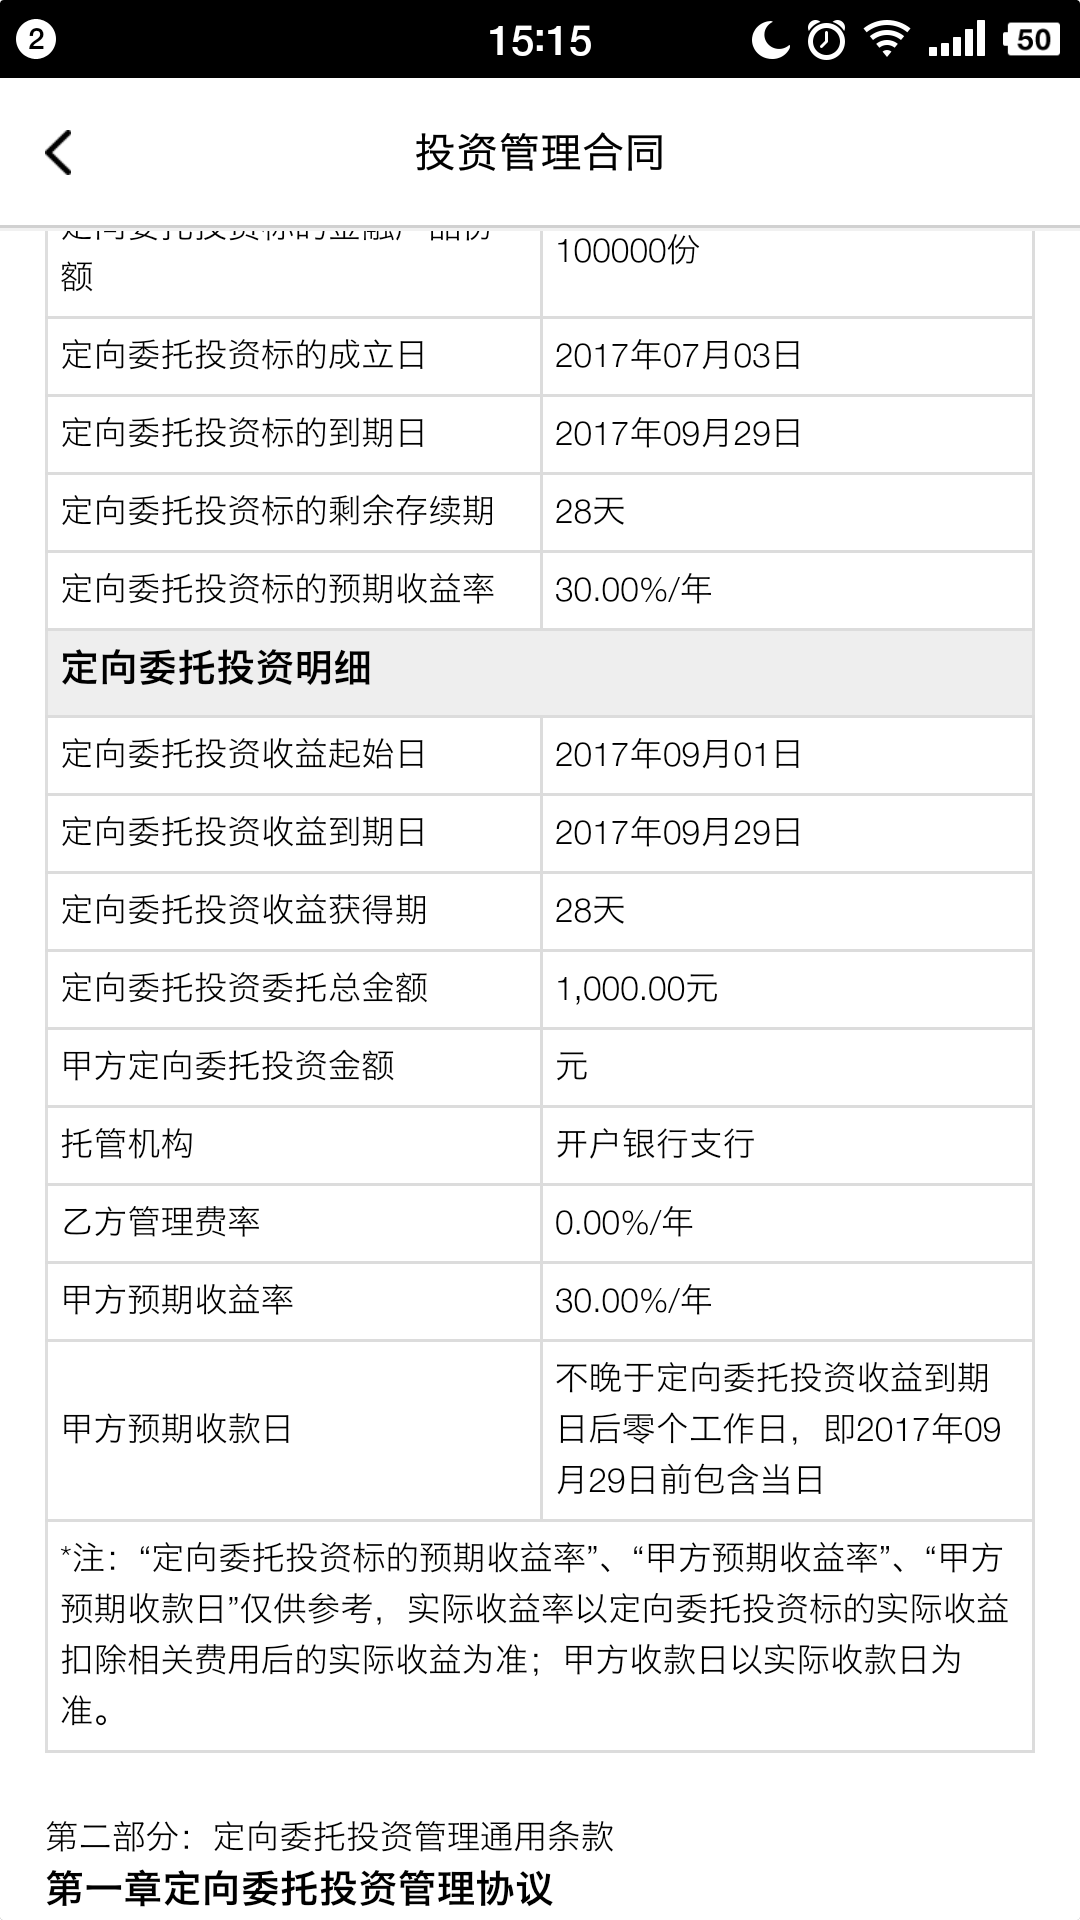 2
15:15
50
投资管理合同
定向委托投资标的金融产品份
额
100000份
定向委托投资标的成立日
2017年07月03日
定向委托投资标的到期日
2017年09月29日
定向委托投资标的剩余存续期
28天
定向委托投资标的预期收益率
30.00%/年
定向委托投资明细
定向委托投资收益起始日
2017年09月01日
定向委托投资收益到期日
2017年09月29日
定向委托投资收益获得期
28天
定向委托投资委托总金额
1,000.00元
甲方定向委托投资金额
元
托管机构
开户银行支行
乙方管理费率
0.00%/年
甲方预期收益率
30.00%/年
甲方预期收款日
不晚于定向委托投资收益到期
日后零个工作日，即2017年09
月29日前包含当日
*注：“定向委托投资标的预期收益率”、“甲方预期收益率”、“甲方
预期收款日”仅供参考，实际收益率以定向委托投资标的实际收益
扣除相关费用后的实际收益为准；甲方收款日以实际收款日为
准。
第二部分：定向委托投资管理通用条款
第一章定向委托投资管理协议